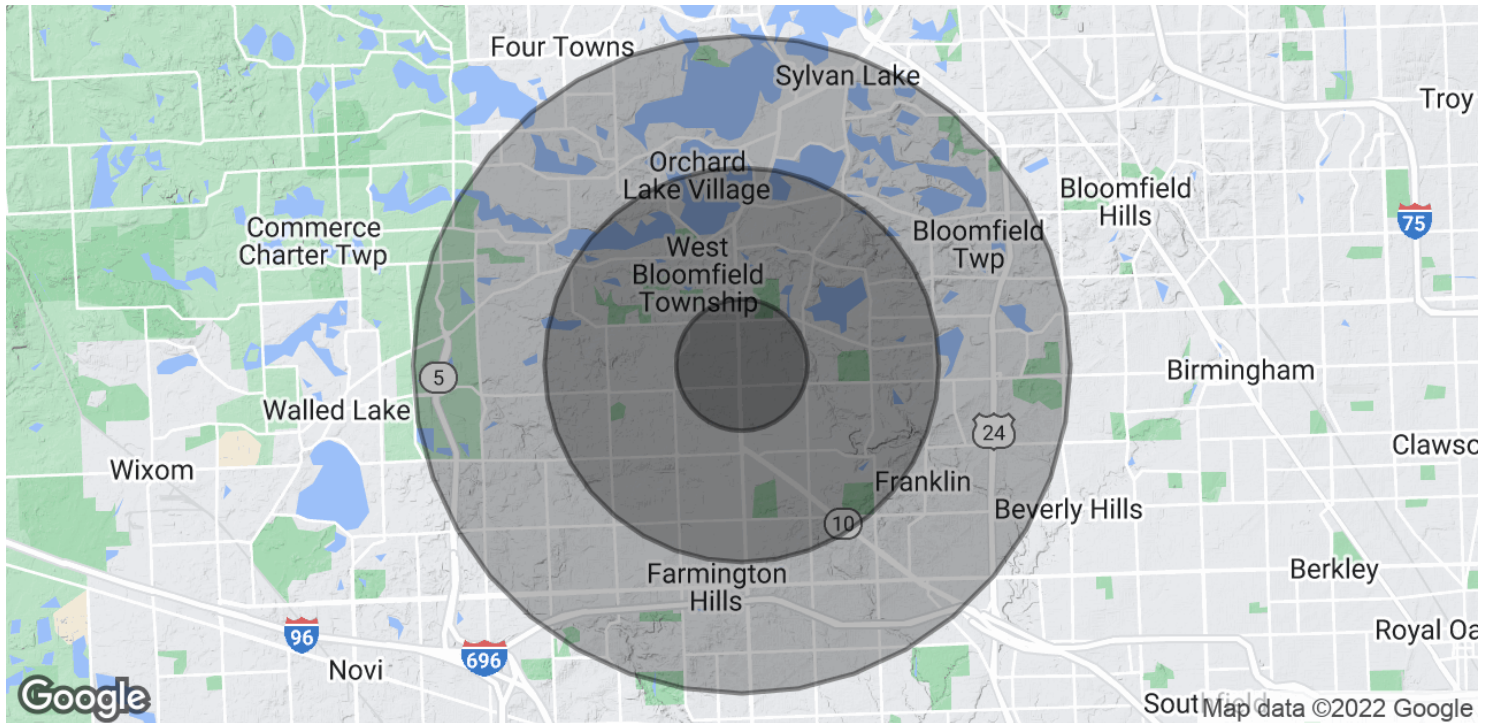 Four Towns
Sylvan Lake
Troy
Orchard
Lake Village
Bloomfield
Hills
75
Commerce
Charter Twp
West
Bloomfield
Township
Bloomfield
Twp
5
Birmingham
Walled Lake
24
Clawso
Wixom
Franklin
Beverly Hills
10
Farmington
Hills
Berkley
96
Royal Oa
Novi
696
Google
Southfield
Map data ©2022 Google